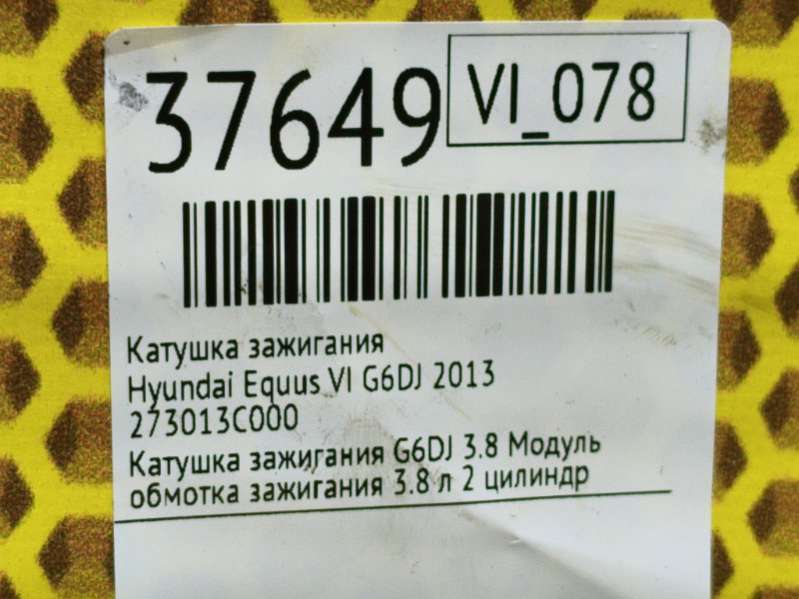 37649
VI_078
Катушка зажигания
Hyundai Equus VI G6DJ 2013
273013C000
Катушка зажигания G6DJ 3.8 Модуль
обмотка зажигания 3.8 л 2 цилиндр